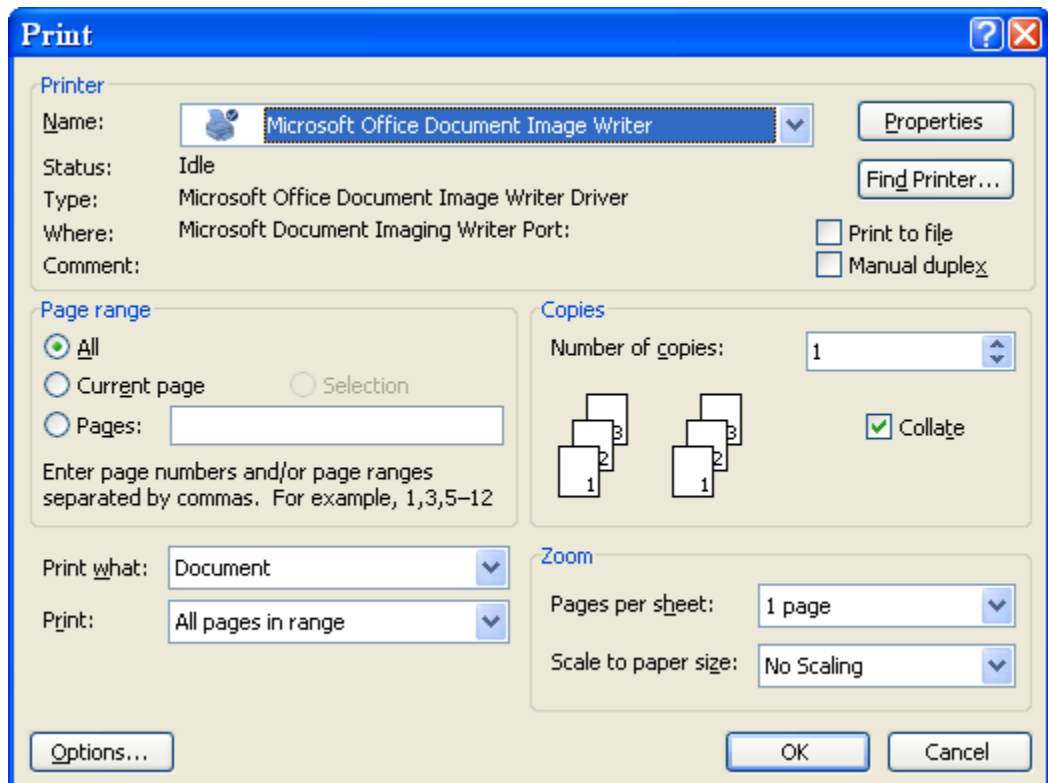 Print
Printer
Name: Microsoft Office Document Image Writer Properties
Status: Idle Find Printer...
Type: Microsoft Office Document Image Writer Driver
Where: Microsoft Document Imaging Writer Port: Print to file
Comment: Manual duplex
Page range
All
Current page Selection
Pages:
Enter page numbers and/or page ranges
separated by commas.  For example, 1,3,5–12
Copies
Number of copies: 1
3 3
2 2
1 1
Collate
Print what: Document
Print: All pages in range
Zoom
Pages per sheet: 1 page
Scale to paper size: No Scaling
Options... OK Cancel